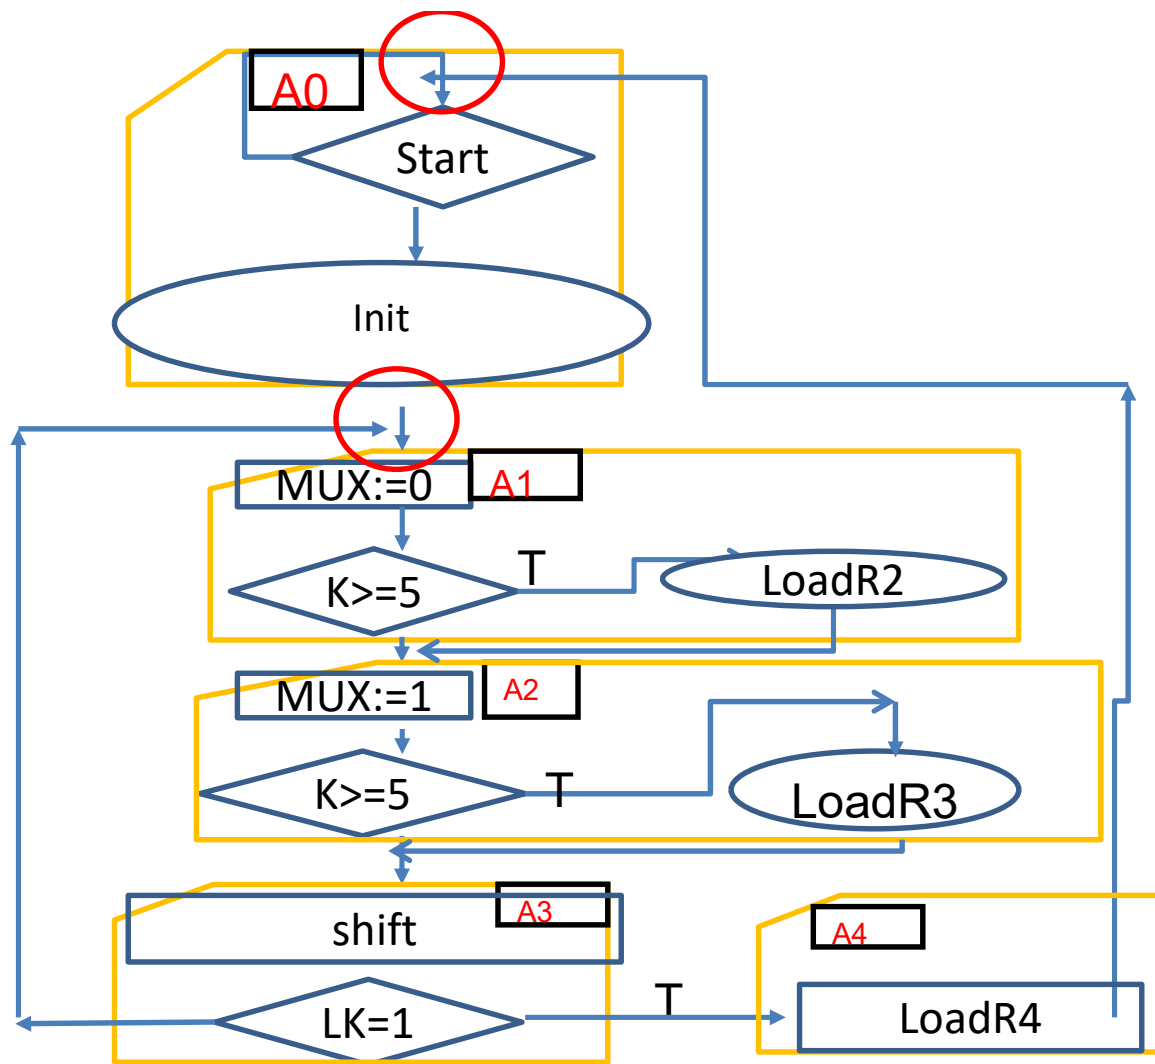 A0
Start
Init
MUX:=0
A1
K>=5
T
LoadR2
MUX:=1
A2
K>=5
T
LoadR3
shift
A3
A4
LK=1
T
LoadR4